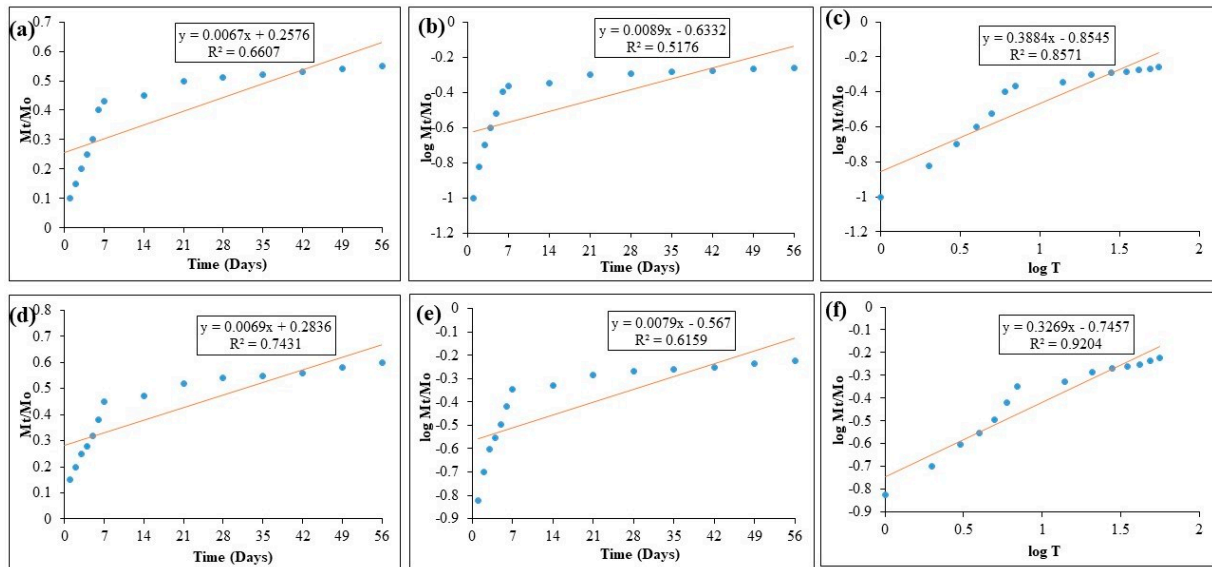 (a)
y = 0.0067x + 0.2576
R² = 0.6607
Mt/Mo
0.7
0.6
0.5
0.4
0.3
0.2
0.1
0
0 7 14 21 28 35 42 49 56
Time (Days)
(b)
y = 0.0089x - 0.6332
R² = 0.5176
log Mt/Mo
0
-0.2
-0.4
-0.6
-0.8
-1
-1.2
0 7 14 21 28 35 42 49 56
Time (Days)
(c)
y = 0.3884x - 0.8545
R² = 0.8571
log Mt/Mo
0
-0.2
-0.4
-0.6
-0.8
-1
-1.2
0 0.5 1 1.5 2
log T
(d)
y = 0.0069x + 0.2836
R² = 0.7431
Mt/Mo
0.8
0.7
0.6
0.5
0.4
0.3
0.2
0.1
0
0 7 14 21 28 35 42 49 56
Time (Days)
(e)
y = 0.0079x - 0.567
R² = 0.6159
log Mt/Mo
0
-0.1
-0.2
-0.3
-0.4
-0.5
-0.6
-0.7
-0.8
-0.9
0 7 14 21 28 35 42 49 56
Time (Days)
(f)
y = 0.3269x - 0.7457
R² = 0.9204
log Mt/Mo
0
-0.1
-0.2
-0.3
-0.4
-0.5
-0.6
-0.7
-0.8
-0.9
0 0.5 1 1.5 2
log T